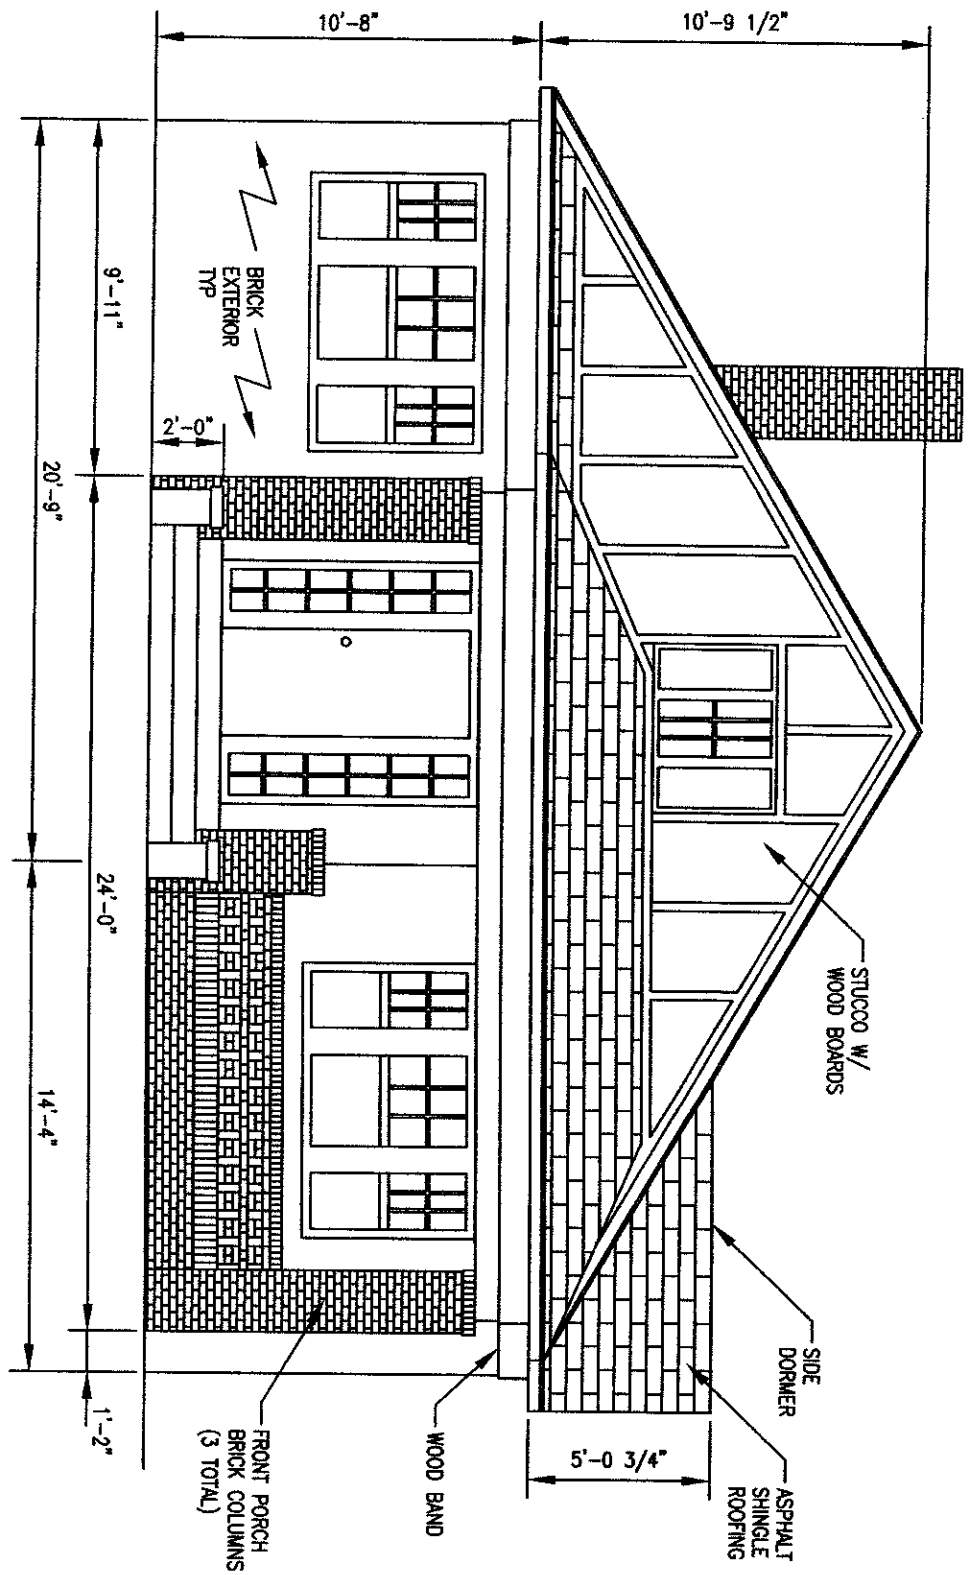 10'-8"
10'-9 1/2"
BRICK
EXTERIOR
TYP
9'-11"
2'-0"
20'-9"
24'-0"
14'-4"
1'-2"
STUCCO W/
WOOD BOARDS
SIDE
DORMER
ASPHALT
SHINGLE
ROOFING
5'-0 3/4"
WOOD BAND
FRONT PORCH
BRICK COLUMNS
(3 TOTAL)